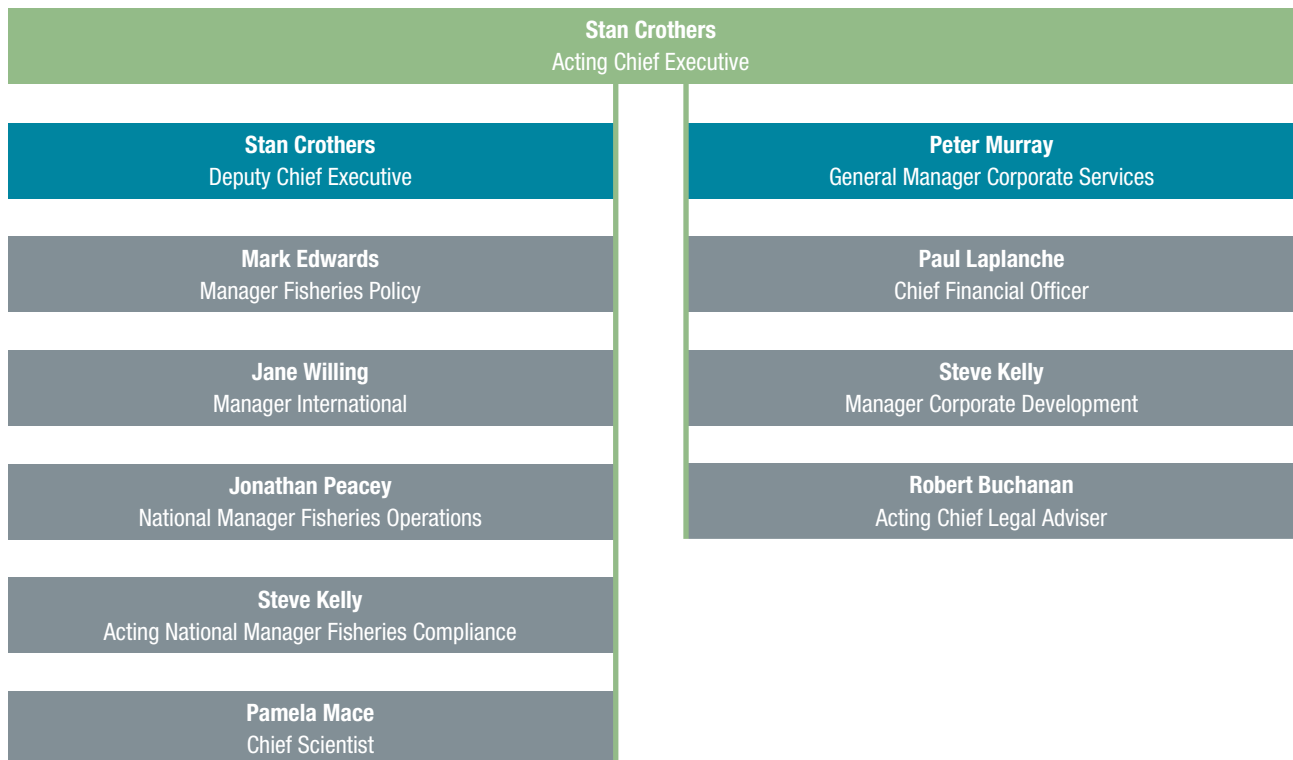 Stan Crothers
Acting Chief Executive
Stan Crothers
Deputy Chief Executive
Mark Edwards
Manager Fisheries Policy
Jane Willing
Manager International
Jonathan Peacey
National Manager Fisheries Operations
Steve Kelly
Acting National Manager Fisheries Compliance
Pamela Mace
Chief Scientist
Peter Murray
General Manager Corporate Services
Paul Laplanche
Chief Financial Officer
Steve Kelly
Manager Corporate Development
Robert Buchanan
Acting Chief Legal Adviser